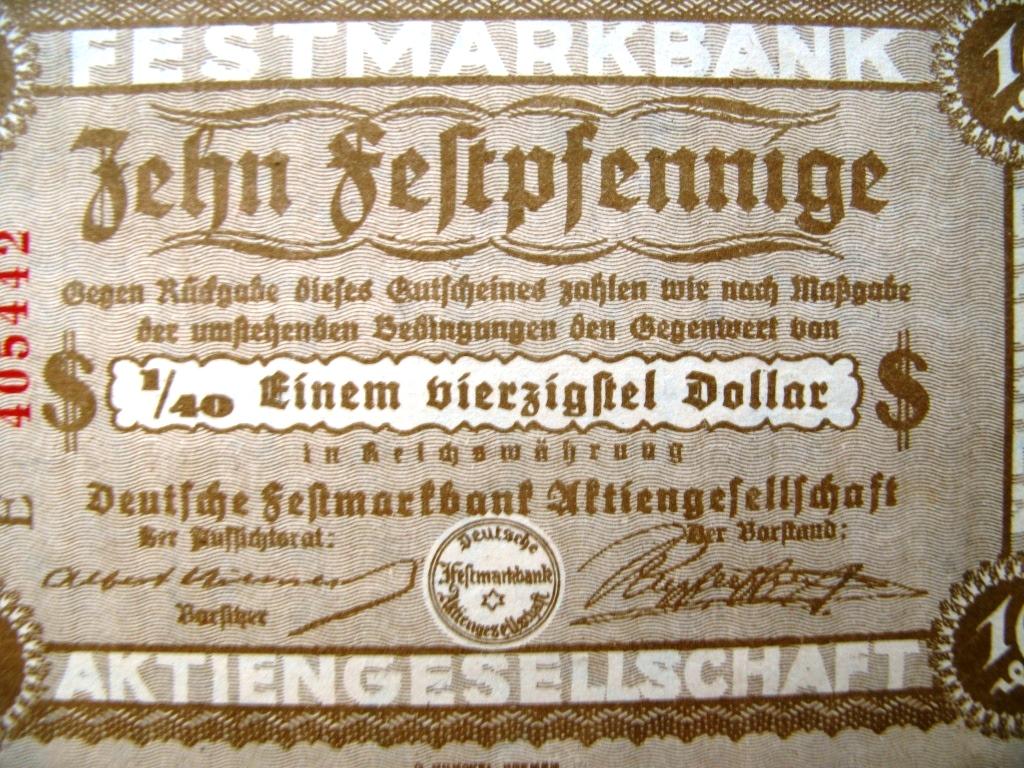 FESTMARKBANK
Zehn Festpfennige
Gegen Rückgabe dieses Gutscheines zahlen wir nach Maßgabe
der umstehenden Bedingungen den Gegenwert von
$ 1/40 Einem vierzigstel Dollar $
in Reichswährung
Deutsche Festmarkbank Aktiengesellschaft
Der Aufsichtsrat:
Der Vorstand:
Vorsitzer
Deutsche
Festmarkbank
Aktiengesellschaft
AKTIENGESELLSCHAFT
E 405442
10